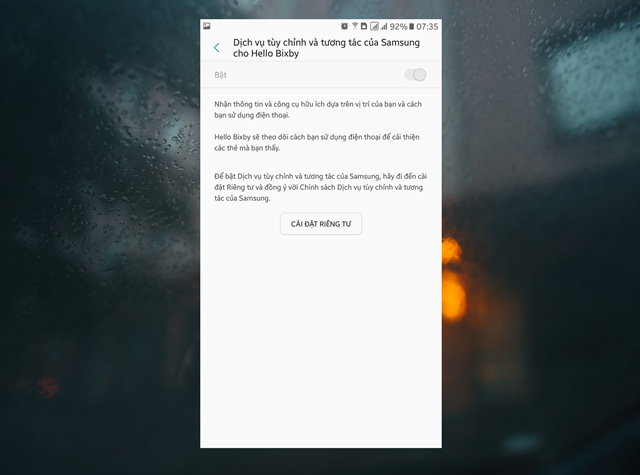 92% 07:35
Dịch vụ tùy chỉnh và tương tác của Samsung
cho Hello Bixby
Bật
Nhận thông tin và công cụ hữu ích dựa trên vị trí của bạn và cách
bạn sử dụng điện thoại.
Hello Bixby sẽ theo dõi cách bạn sử dụng điện thoại để cải thiện
các thẻ mà bạn thấy.
Để bật Dịch vụ tùy chỉnh và tương tác của Samsung, hãy đi đến cài
đặt Riêng tư và đồng ý với Chính sách Dịch vụ tùy chỉnh và tương
tác của Samsung.
CÀI ĐẶT RIÊNG TƯ